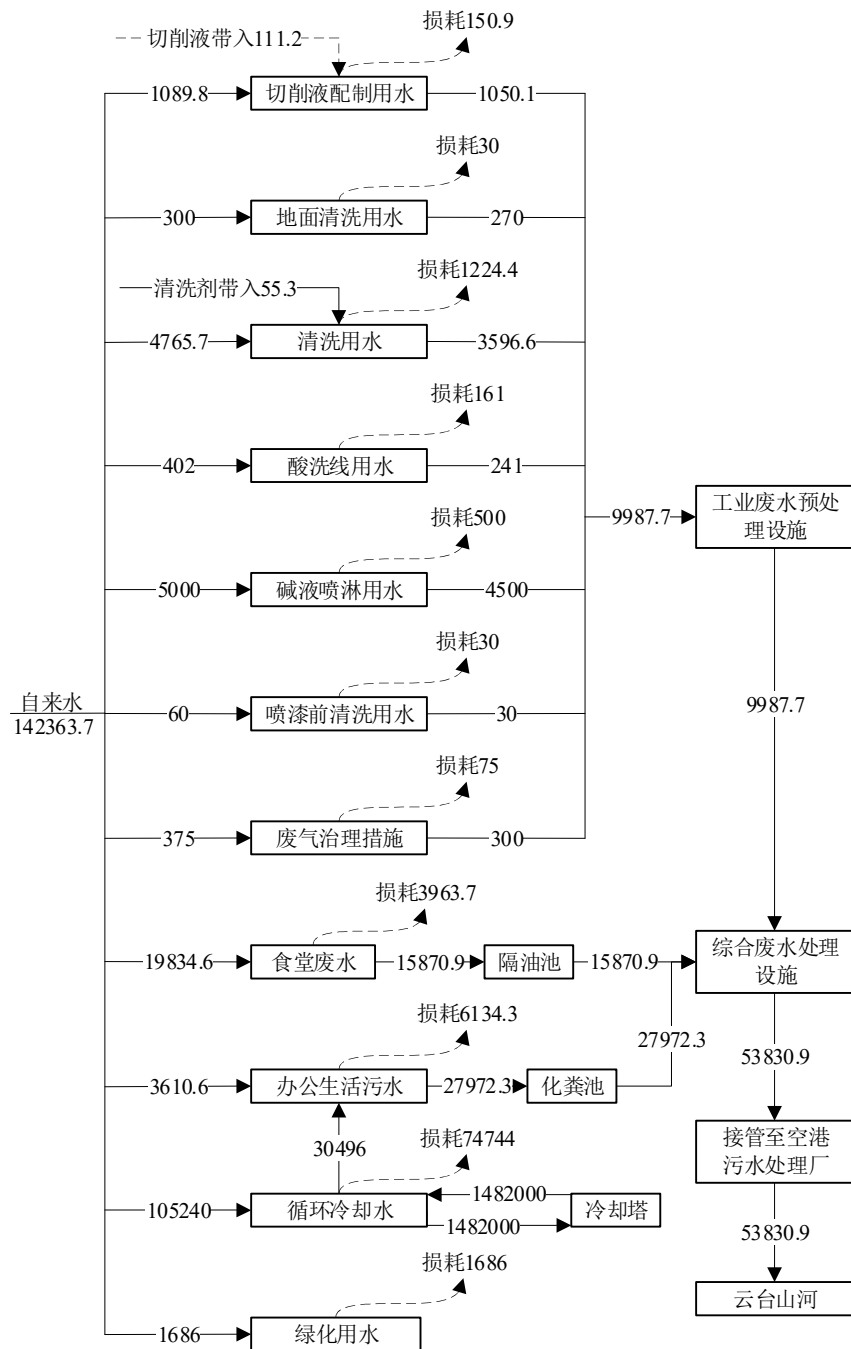 切削液带入111.2
损耗150.9
1089.8
切削液配制用水
1050.1
损耗30
300
地面清洗用水
270
清洗剂带入55.3
损耗1224.4
4765.7
清洗用水
3596.6
损耗161
402
酸洗线用水
241
9987.7
工业废水预处
理设施
损耗500
5000
碱液喷淋用水
4500
损耗30
自来水
142363.7
60
喷漆前清洗用水
30
9987.7
损耗75
375
废气治理措施
300
损耗3963.7
19834.6
食堂废水
15870.9
隔油池
15870.9
综合废水处理
设施
损耗6134.3
27972.3
53830.9
3610.6
办公生活污水
27972.3
化粪池
接管至空港
污水处理厂
30496
损耗74744
105240
循环冷却水
1482000
1482000
冷却塔
53830.9
云台山河
损耗1686
1686
绿化用水